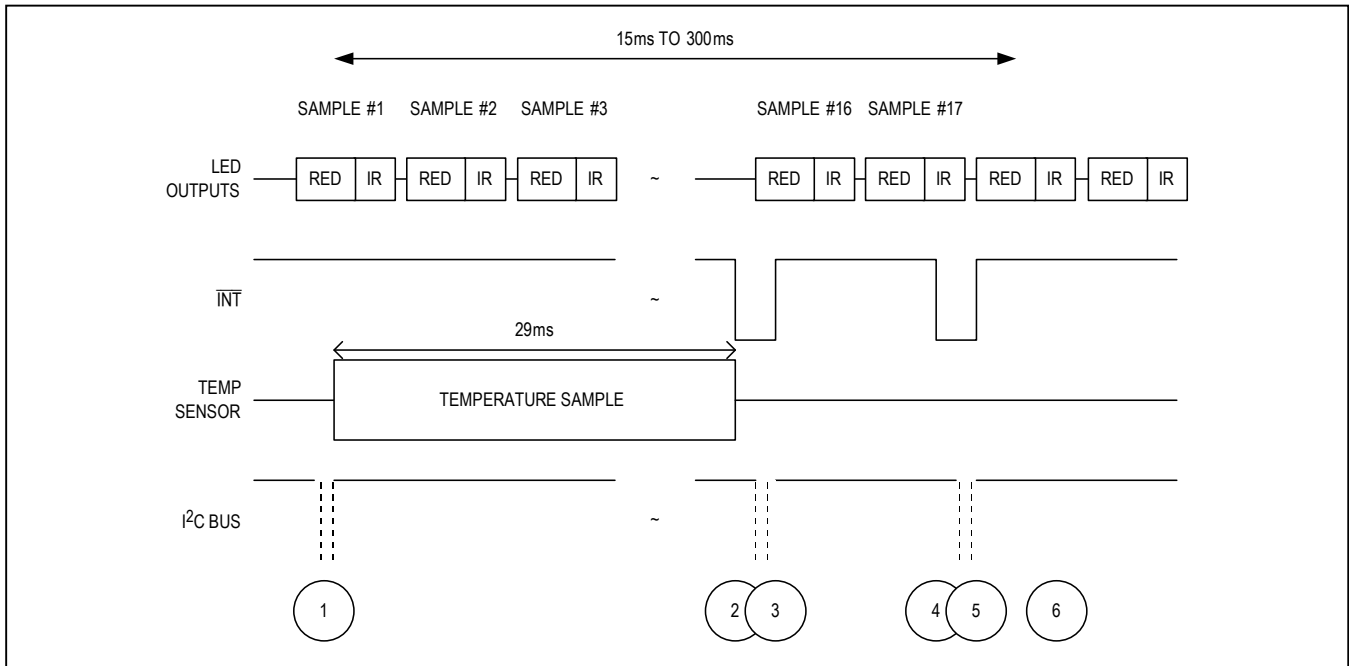 15ms TO 300ms
SAMPLE #1 SAMPLE #2 SAMPLE #3 SAMPLE #16 SAMPLE #17
LED
OUTPUTS
RED IR RED IR RED IR ~ RED IR RED IR RED IR RED IR
INT
~
29ms
TEMP
SENSOR
TEMPERATURE SAMPLE
I2C BUS
~
1 2 3 4 5 6